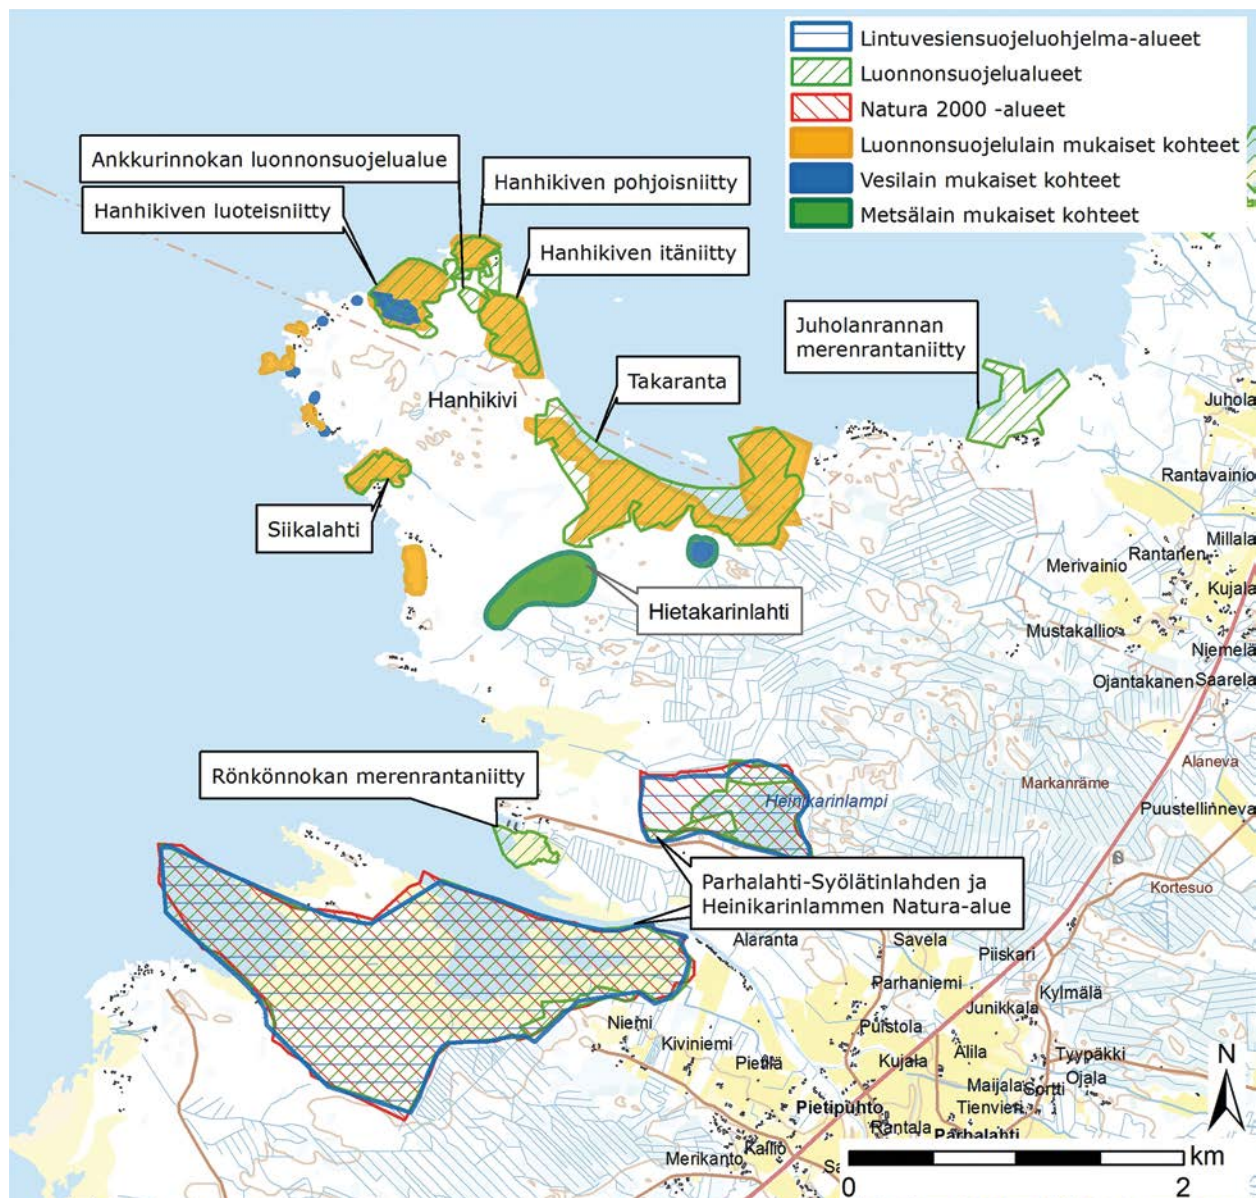 Lintuvesiensuojeluohjelma-alueet
Luonnonsuojelualueet
Natura 2000 -alueet
Luonnonsuojelulain mukaiset kohteet
Vesilain mukaiset kohteet
Metsälain mukaiset kohteet
Ankkurinnokan luonnonsuojelualue
Hanhikiven pohjoisniitty
Hanhikiven luoteisniitty
Hanhikiven itäniitty
Juholanrannan
merenrantaniitty
Takaranta
Hanhikivi
Juhola
Rantavainio
Siikalahti
Millala
Rantanen
Merivainio
Kujala
Hietakarinlahti
Mustakallio
Niemelä
Ojantakanen
Saarela
Rönkönnokan merenrantaniitty
Alaneva
Markanräme
Heinikarinlampi
Puustellinneva
Parhalahti-Syölätinlahden ja
Heinikarinlammen Natura-alue
Kortesuo
Alaranta
Savela
Piiskari
Parhaniemi
Kylmälä
Junikkala
Niemi
Puistola
Kiviniemi
Alila
Tyypäkki
Pietilä
Kujala
Ojala
Maijala
Sortti
N
Pietipuhto
Tienvieri
Rantala
Parhalahti
Kallio
Merikanto
km
0
2